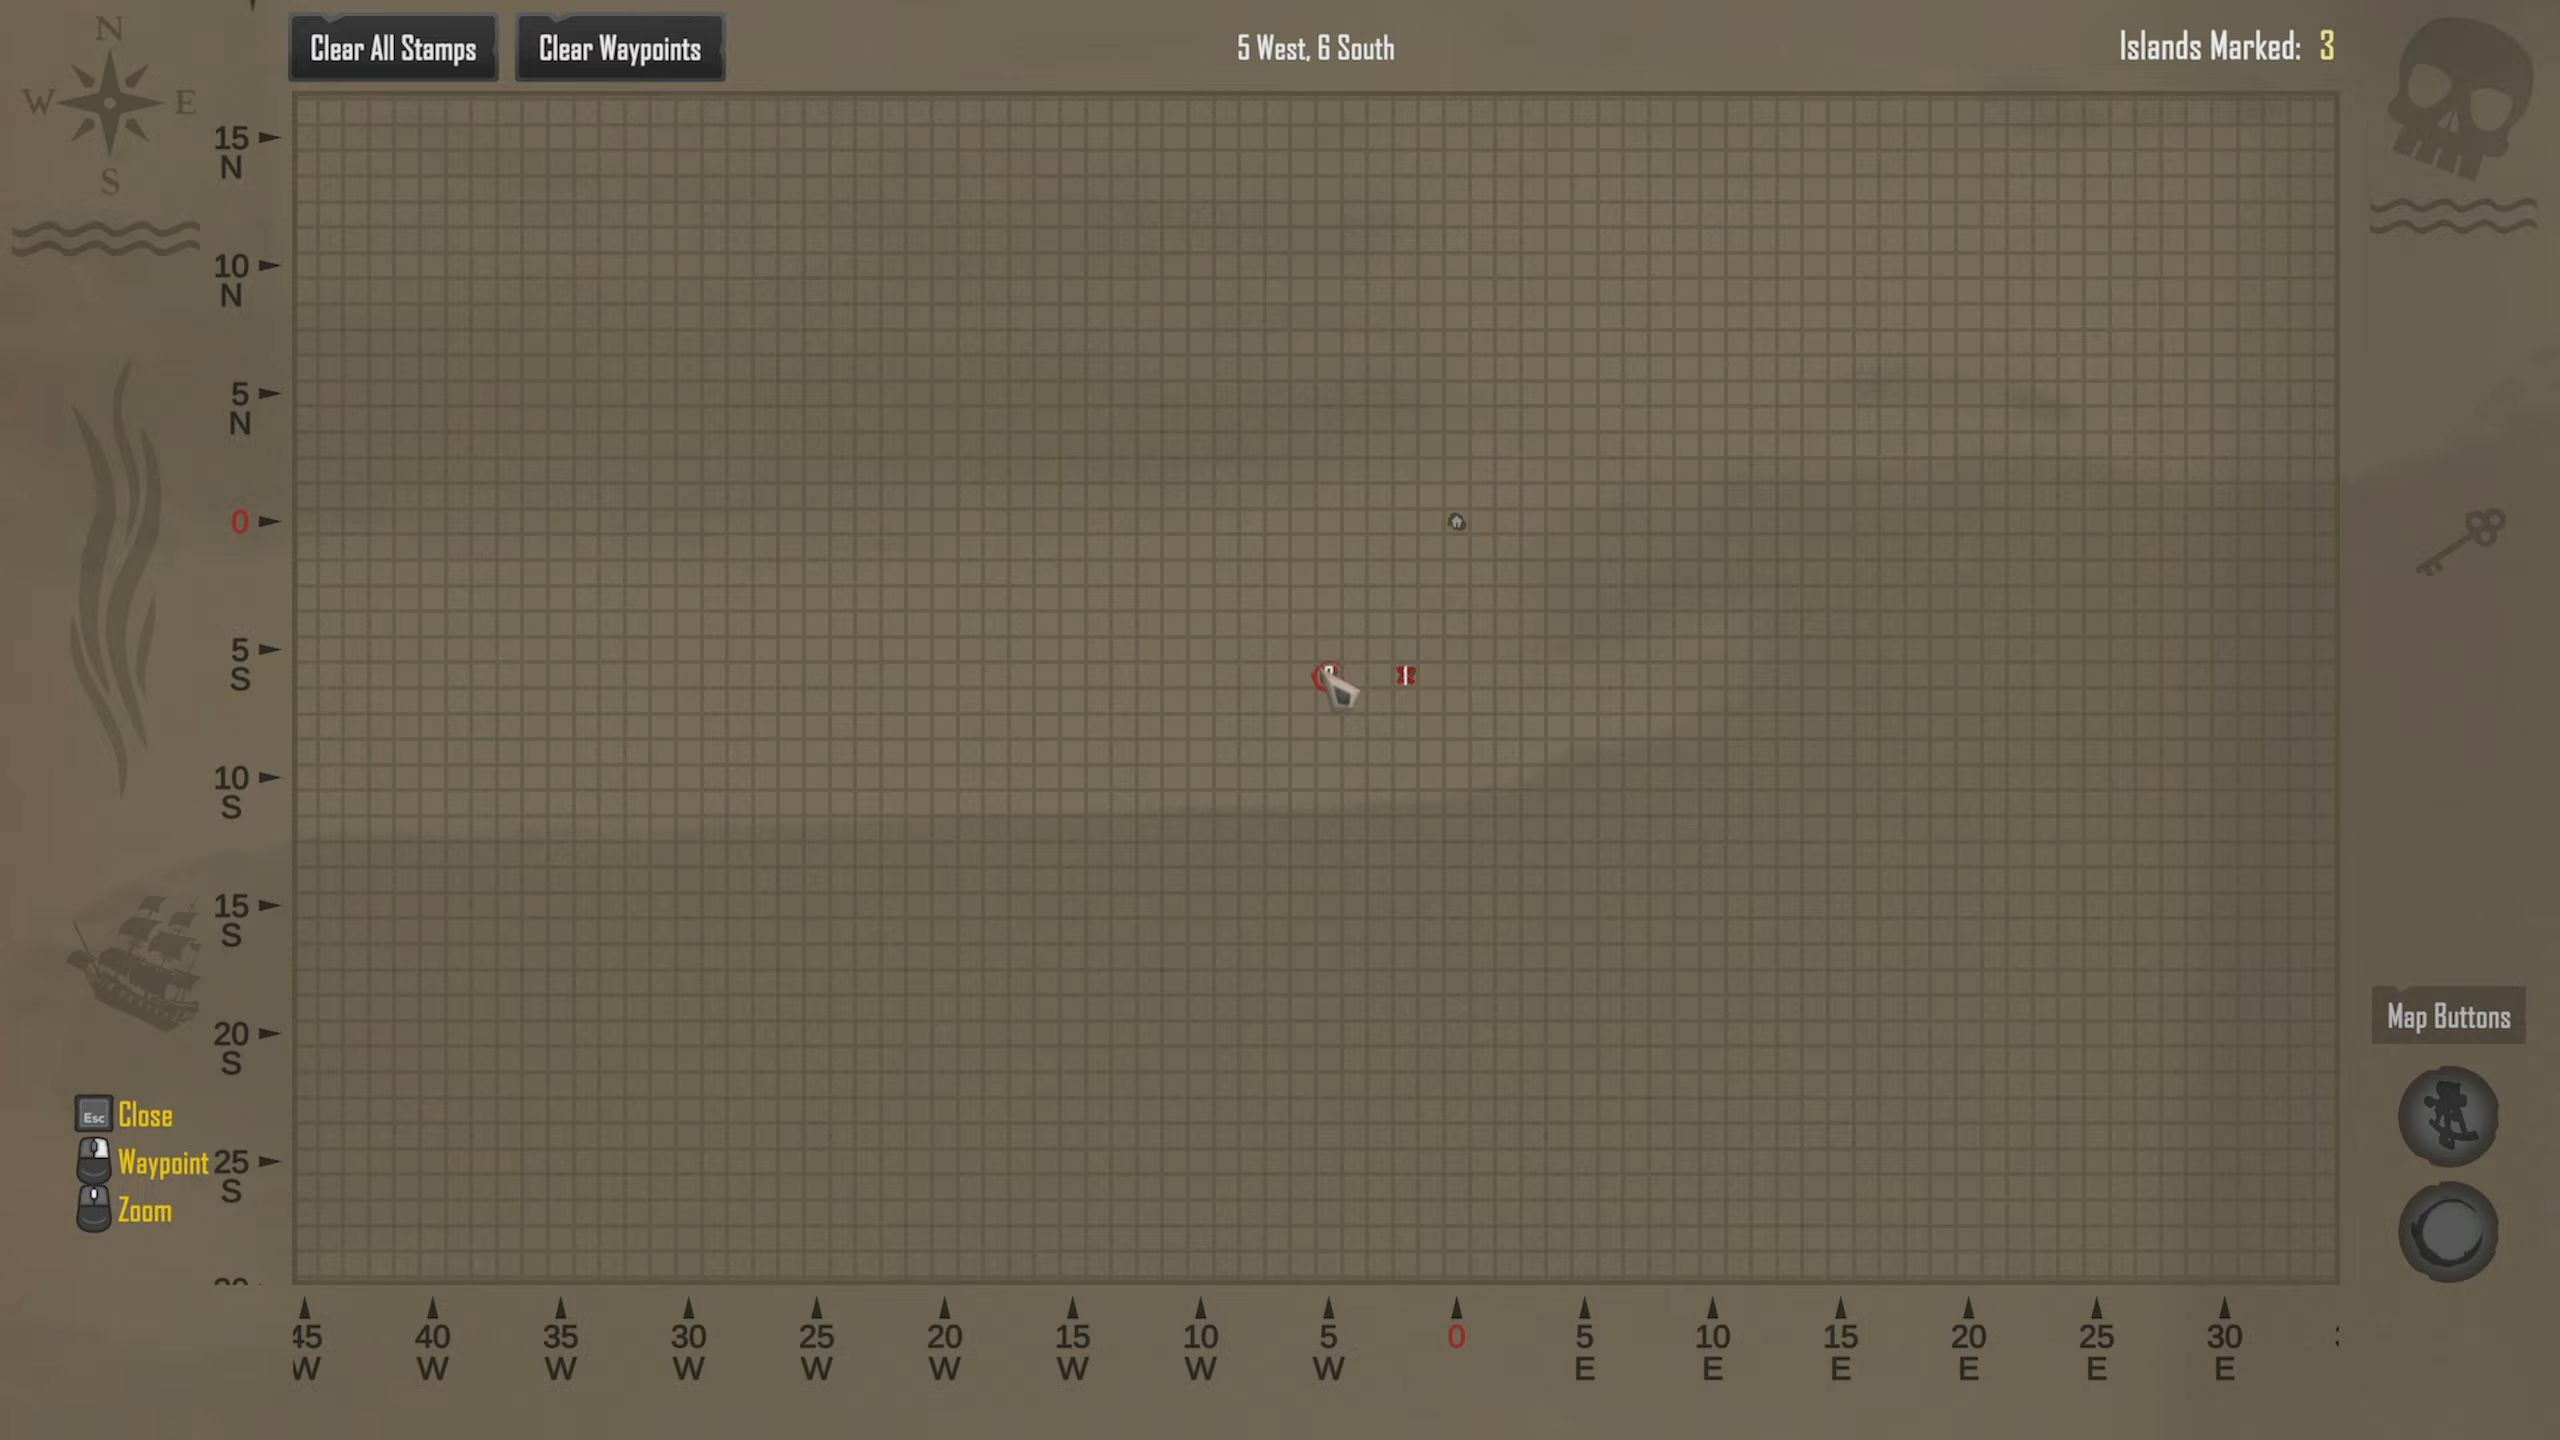 Clear All Stamps
Clear Waypoints
5 West, 6 South
Islands Marked: 3
N
W E
S
15
N
10
N
5
N
0
5
S
10
S
15
S
20
S
25
S
Map Buttons
Esc Close
Waypoint
Zoom
45 40 35 30 25 20 15 10 5 0 5 10 15 20 25 30
W W W W W W W W W E E E E E E